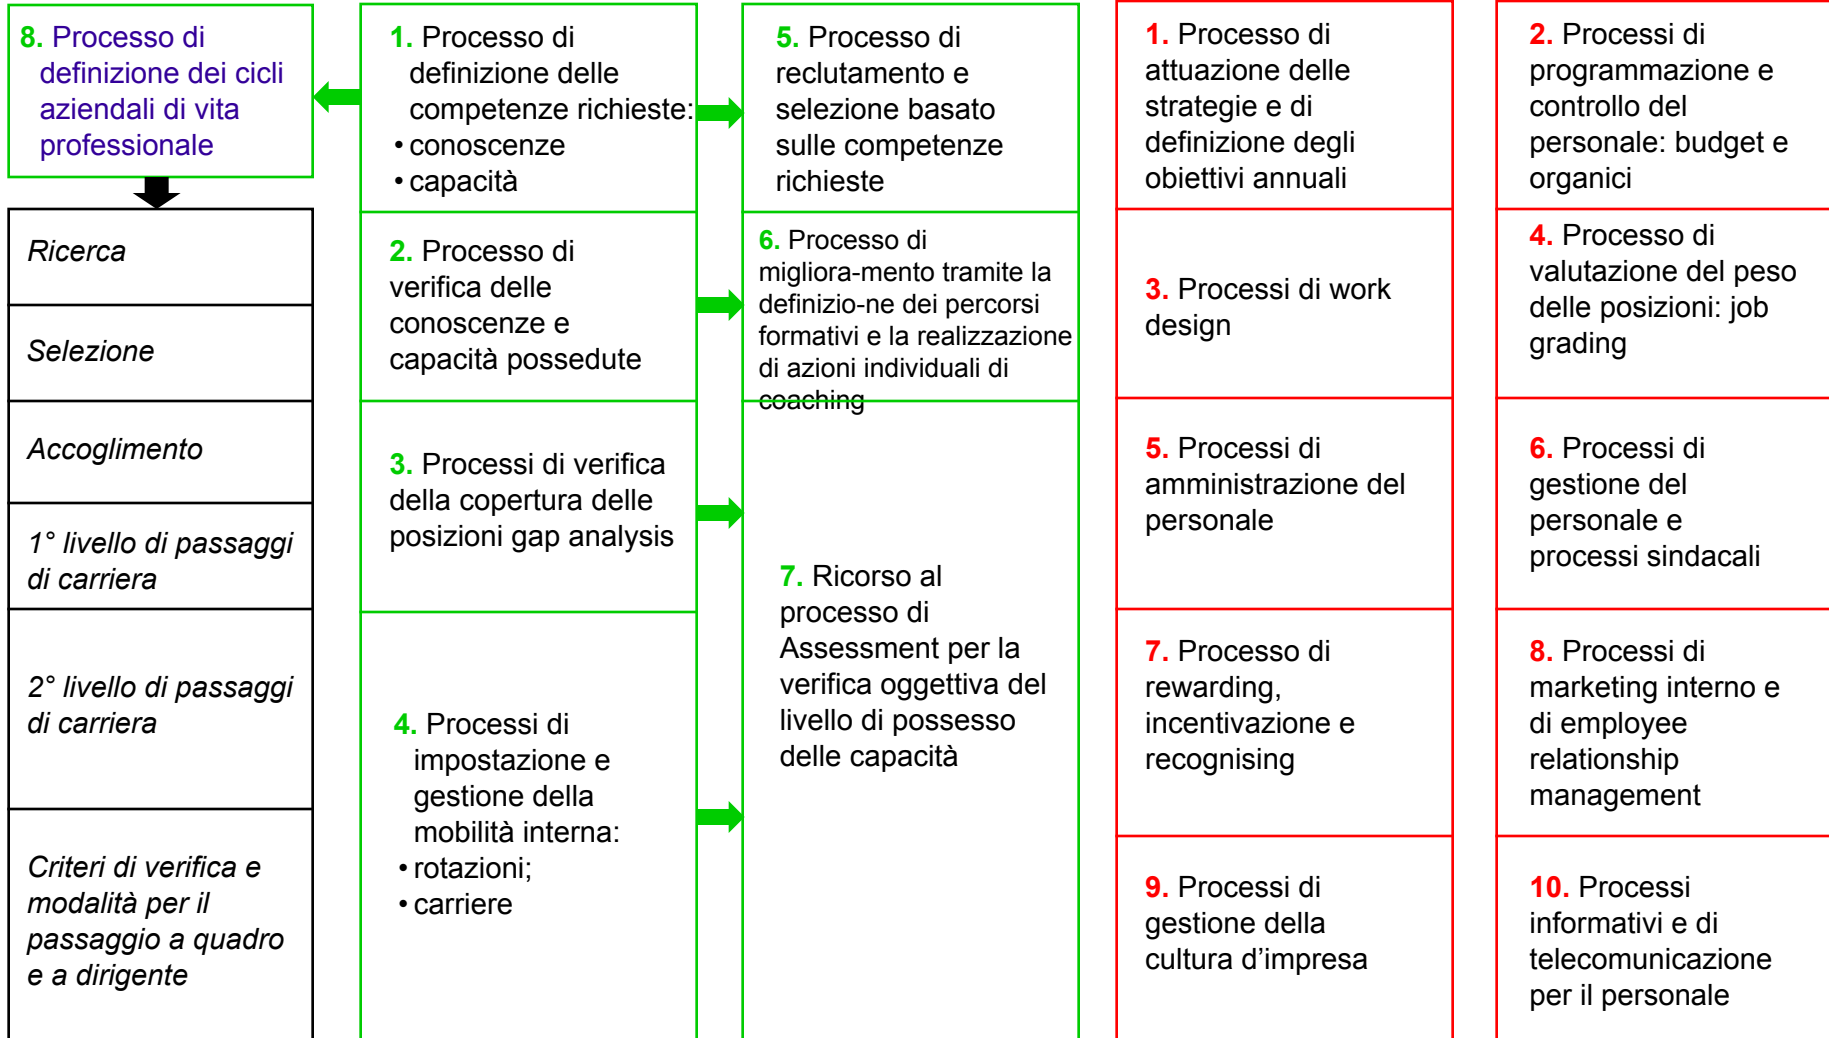 8. Processo di
definizione dei cicli
aziendali di vita
professionale
Ricerca
Selezione
Accoglimento
1° livello di passaggi
di carriera
2° livello di passaggi
di carriera
Criteri di verifica e
modalità per il
passaggio a quadro
e a dirigente
1. Processo di
definizione delle
competenze richieste:
• conoscenze
• capacità
2. Processo di
verifica delle
conoscenze e
capacità possedute
3. Processi di verifica
della copertura delle
posizioni gap analysis
4. Processi di
impostazione e
gestione della
mobilità interna:
• rotazioni;
• carriere
5. Processo di
reclutamento e
selezione basato
sulle competenze
richieste
6. Processo di
migliora-mento tramite la
definizio-ne dei percorsi
formativi e la realizzazione
di azioni individuali di
coaching
7. Ricorso al
processo di
Assessment per la
verifica oggettiva del
livello di possesso
delle capacità
1. Processo di
attuazione delle
strategie e di
definizione degli
obiettivi annuali
2. Processi di
programmazione e
controllo del
personale: budget e
organici
3. Processi di work
design
4. Processo di
valutazione del peso
delle posizioni: job
grading
5. Processi di
amministrazione del
personale
6. Processi di
gestione del
personale e
processi sindacali
7. Processo di
rewarding,
incentivazione e
recognising
8. Processi di
marketing interno e
di employee
relationship
management
9. Processi di
gestione della
cultura d’impresa
10. Processi
informativi e di
telecomunicazione
per il personale